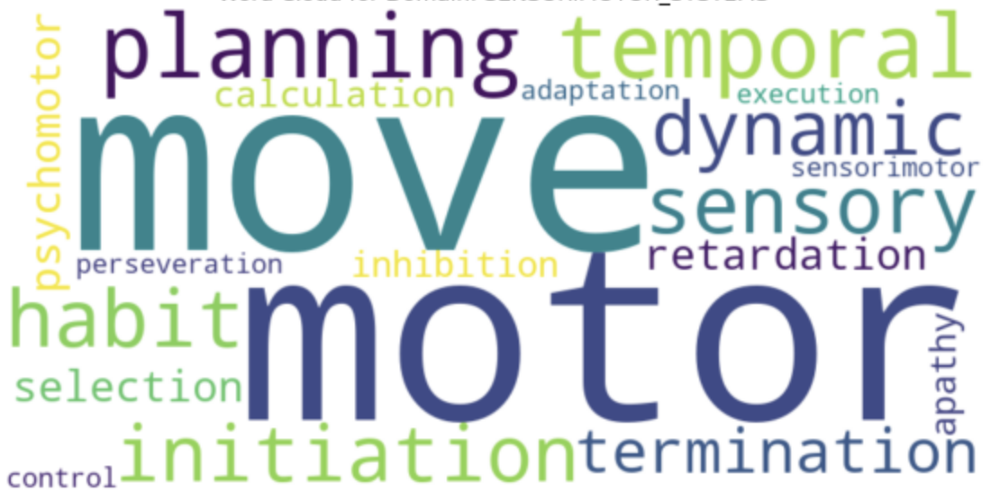 planning temporal
psychomotor
calculation adaptation execution
move dynamic
sensorimotor
sensory
perseveration inhibition retardation
habit motor
apathy
selection
initiation termination
control